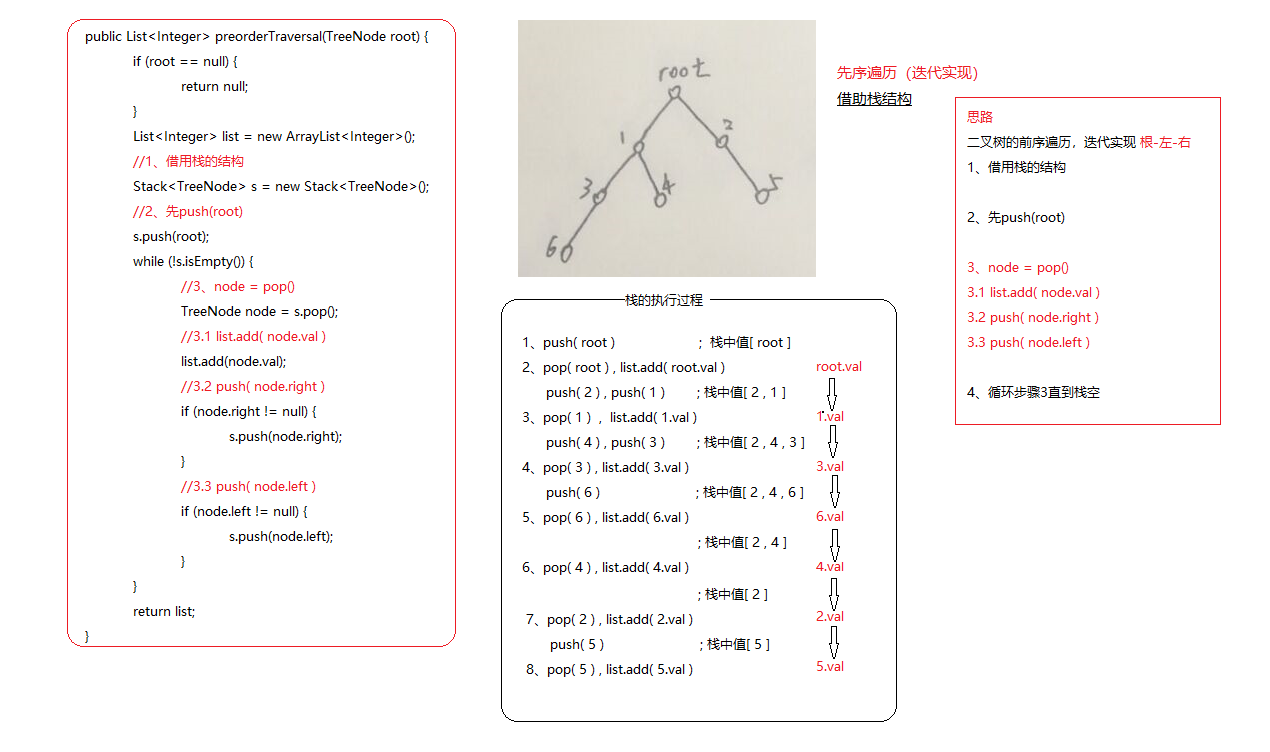 public List<Integer> preorderTraversal(TreeNode root) {
if (root == null) {
return null;
}
List<Integer> list = new ArrayList<Integer>();
//1、借用栈的结构
Stack<TreeNode> s = new Stack<TreeNode>();
//2、先push(root)
s.push(root);
while (!s.isEmpty()) {
//3、node = pop()
TreeNode node = s.pop();
//3.1 list.add( node.val )
list.add(node.val);
//3.2 push( node.right )
if (node.right != null) {
s.push(node.right);
}
//3.3 push( node.left )
if (node.left != null) {
s.push(node.left);
}
}
return list;
}
root
1
2
3
4
5
6
先序遍历（迭代实现）
借助栈结构
思路
二叉树的前序遍历，迭代实现 根-左-右
1、借用栈的结构
2、先push(root)
3、node = pop()
3.1 list.add( node.val )
3.2 push( node.right )
3.3 push( node.left )
4、循环步骤3直到栈空
栈的执行过程
1、push( root ) ; 栈中值[ root ]
2、pop( root ) , list.add( root.val ) root.val
push( 2 ) , push( 1 ) ; 栈中值[ 2 , 1 ]
3、pop( 1 ) , list.add( 1.val ) 1.val
push( 4 ) , push( 3 ) ; 栈中值[ 2 , 4 , 3 ]
4、pop( 3 ) , list.add( 3.val ) 3.val
push( 6 ) ; 栈中值[ 2 , 4 , 6 ]
5、pop( 6 ) , list.add( 6.val ) 6.val
; 栈中值[ 2 , 4 ]
6、pop( 4 ) , list.add( 4.val ) 4.val
; 栈中值[ 2 ]
7、pop( 2 ) , list.add( 2.val ) 2.val
push( 5 ) ; 栈中值[ 5 ]
8、pop( 5 ) , list.add( 5.val ) 5.val